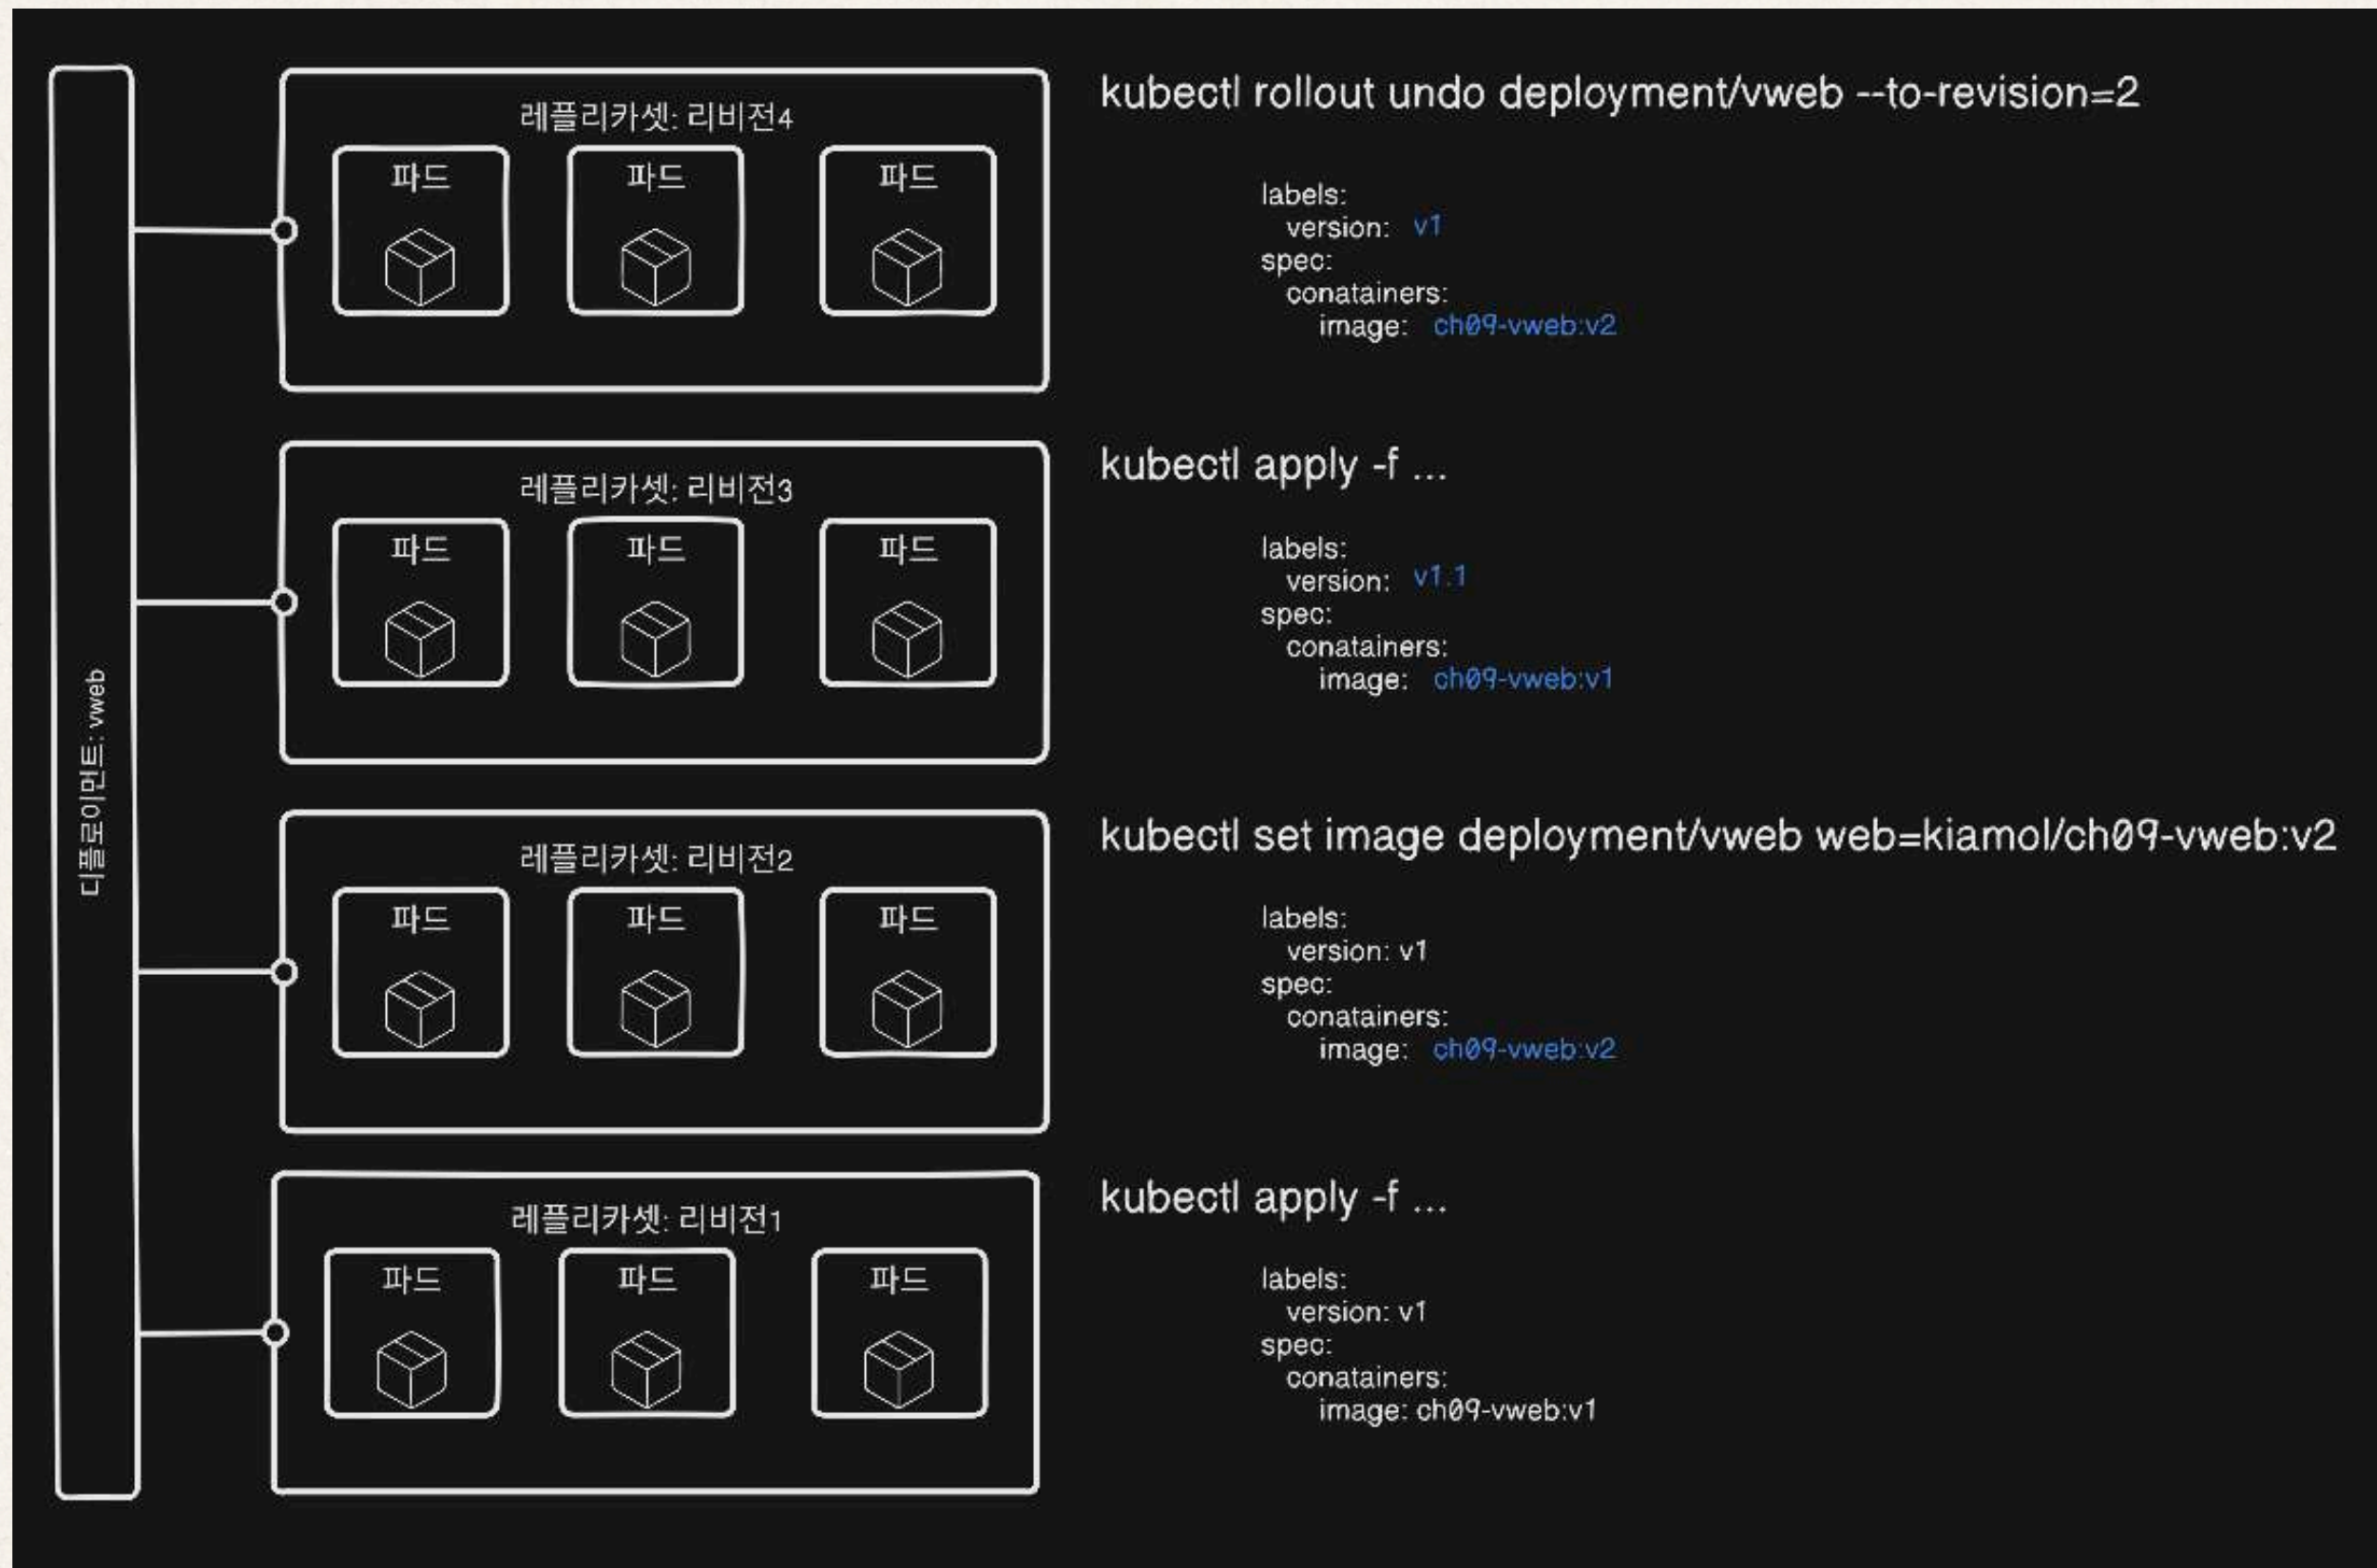 디플로이먼트: vweb
레플리카셋: 리비전4
파드
파드
파드
kubectl rollout undo deployment/vweb --to-revision=2
labels:
version: v1
spec:
conatainers:
image: ch09-vweb:v2
레플리카셋: 리비전3
파드
파드
파드
kubectl apply -f ...
labels:
version: v1.1
spec:
conatainers:
image: ch09-vweb:v1
레플리카셋: 리비전2
파드
파드
파드
kubectl set image deployment/vweb web=kiamol/ch09-vweb:v2
labels:
version: v1
spec:
conatainers:
image: ch09-vweb:v2
레플리카셋: 리비전1
파드
파드
파드
kubectl apply -f ...
labels:
version: v1
spec:
conatainers:
image: ch09-vweb:v1